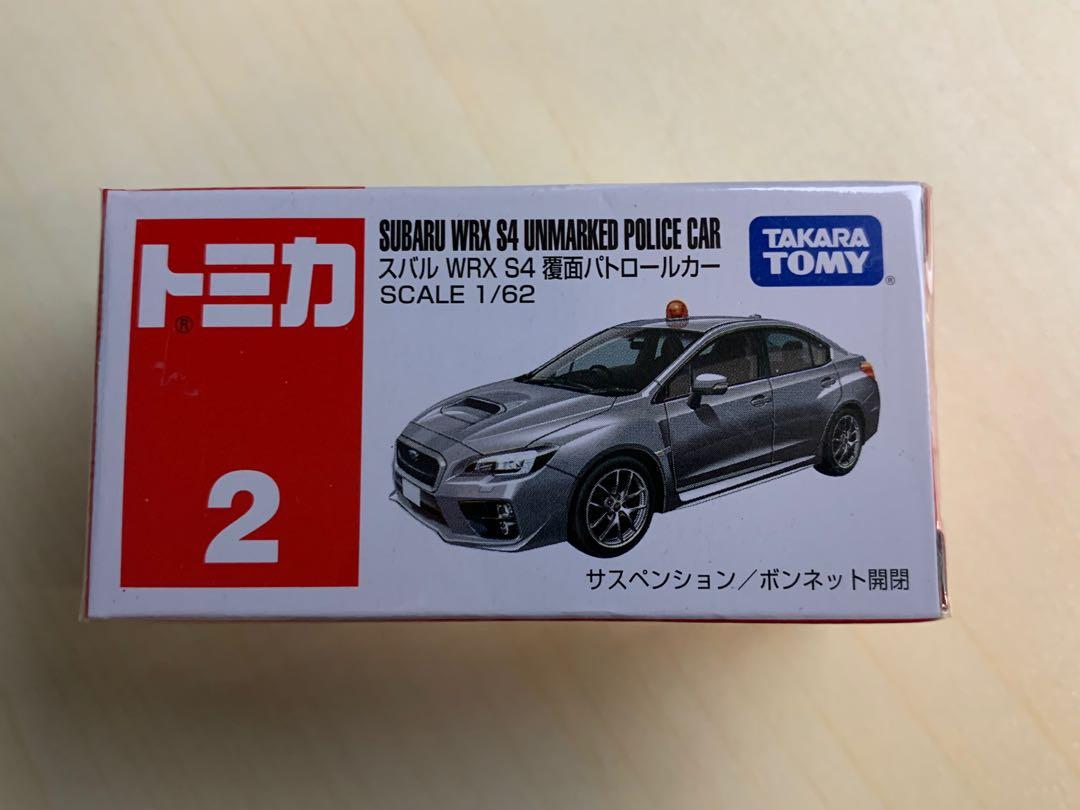 トミカ
®
2
SUBARU WRX S4 UNMARKED POLICE CAR
スバル WRX S4 覆面パトロールカー
SCALE 1/62
TAKARA
TOMY
®
サスペンション/ボンネット開閉